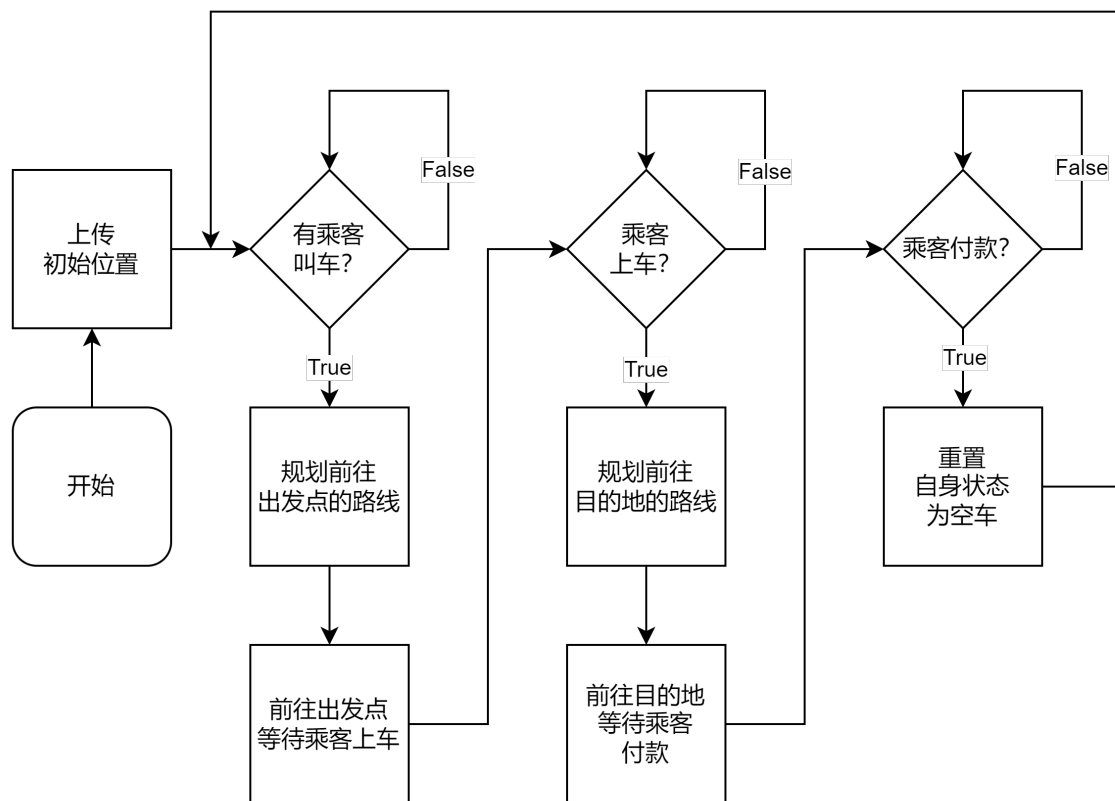 开始
上传
初始位置
有乘客
叫车？
False
True
规划前往
出发点的路线
前往出发点
等待乘客上车
乘客
上车？
False
True
规划前往
目的地的路线
前往目的地
等待乘客
付款
乘客付款？
False
True
重置
自身状态
为空车